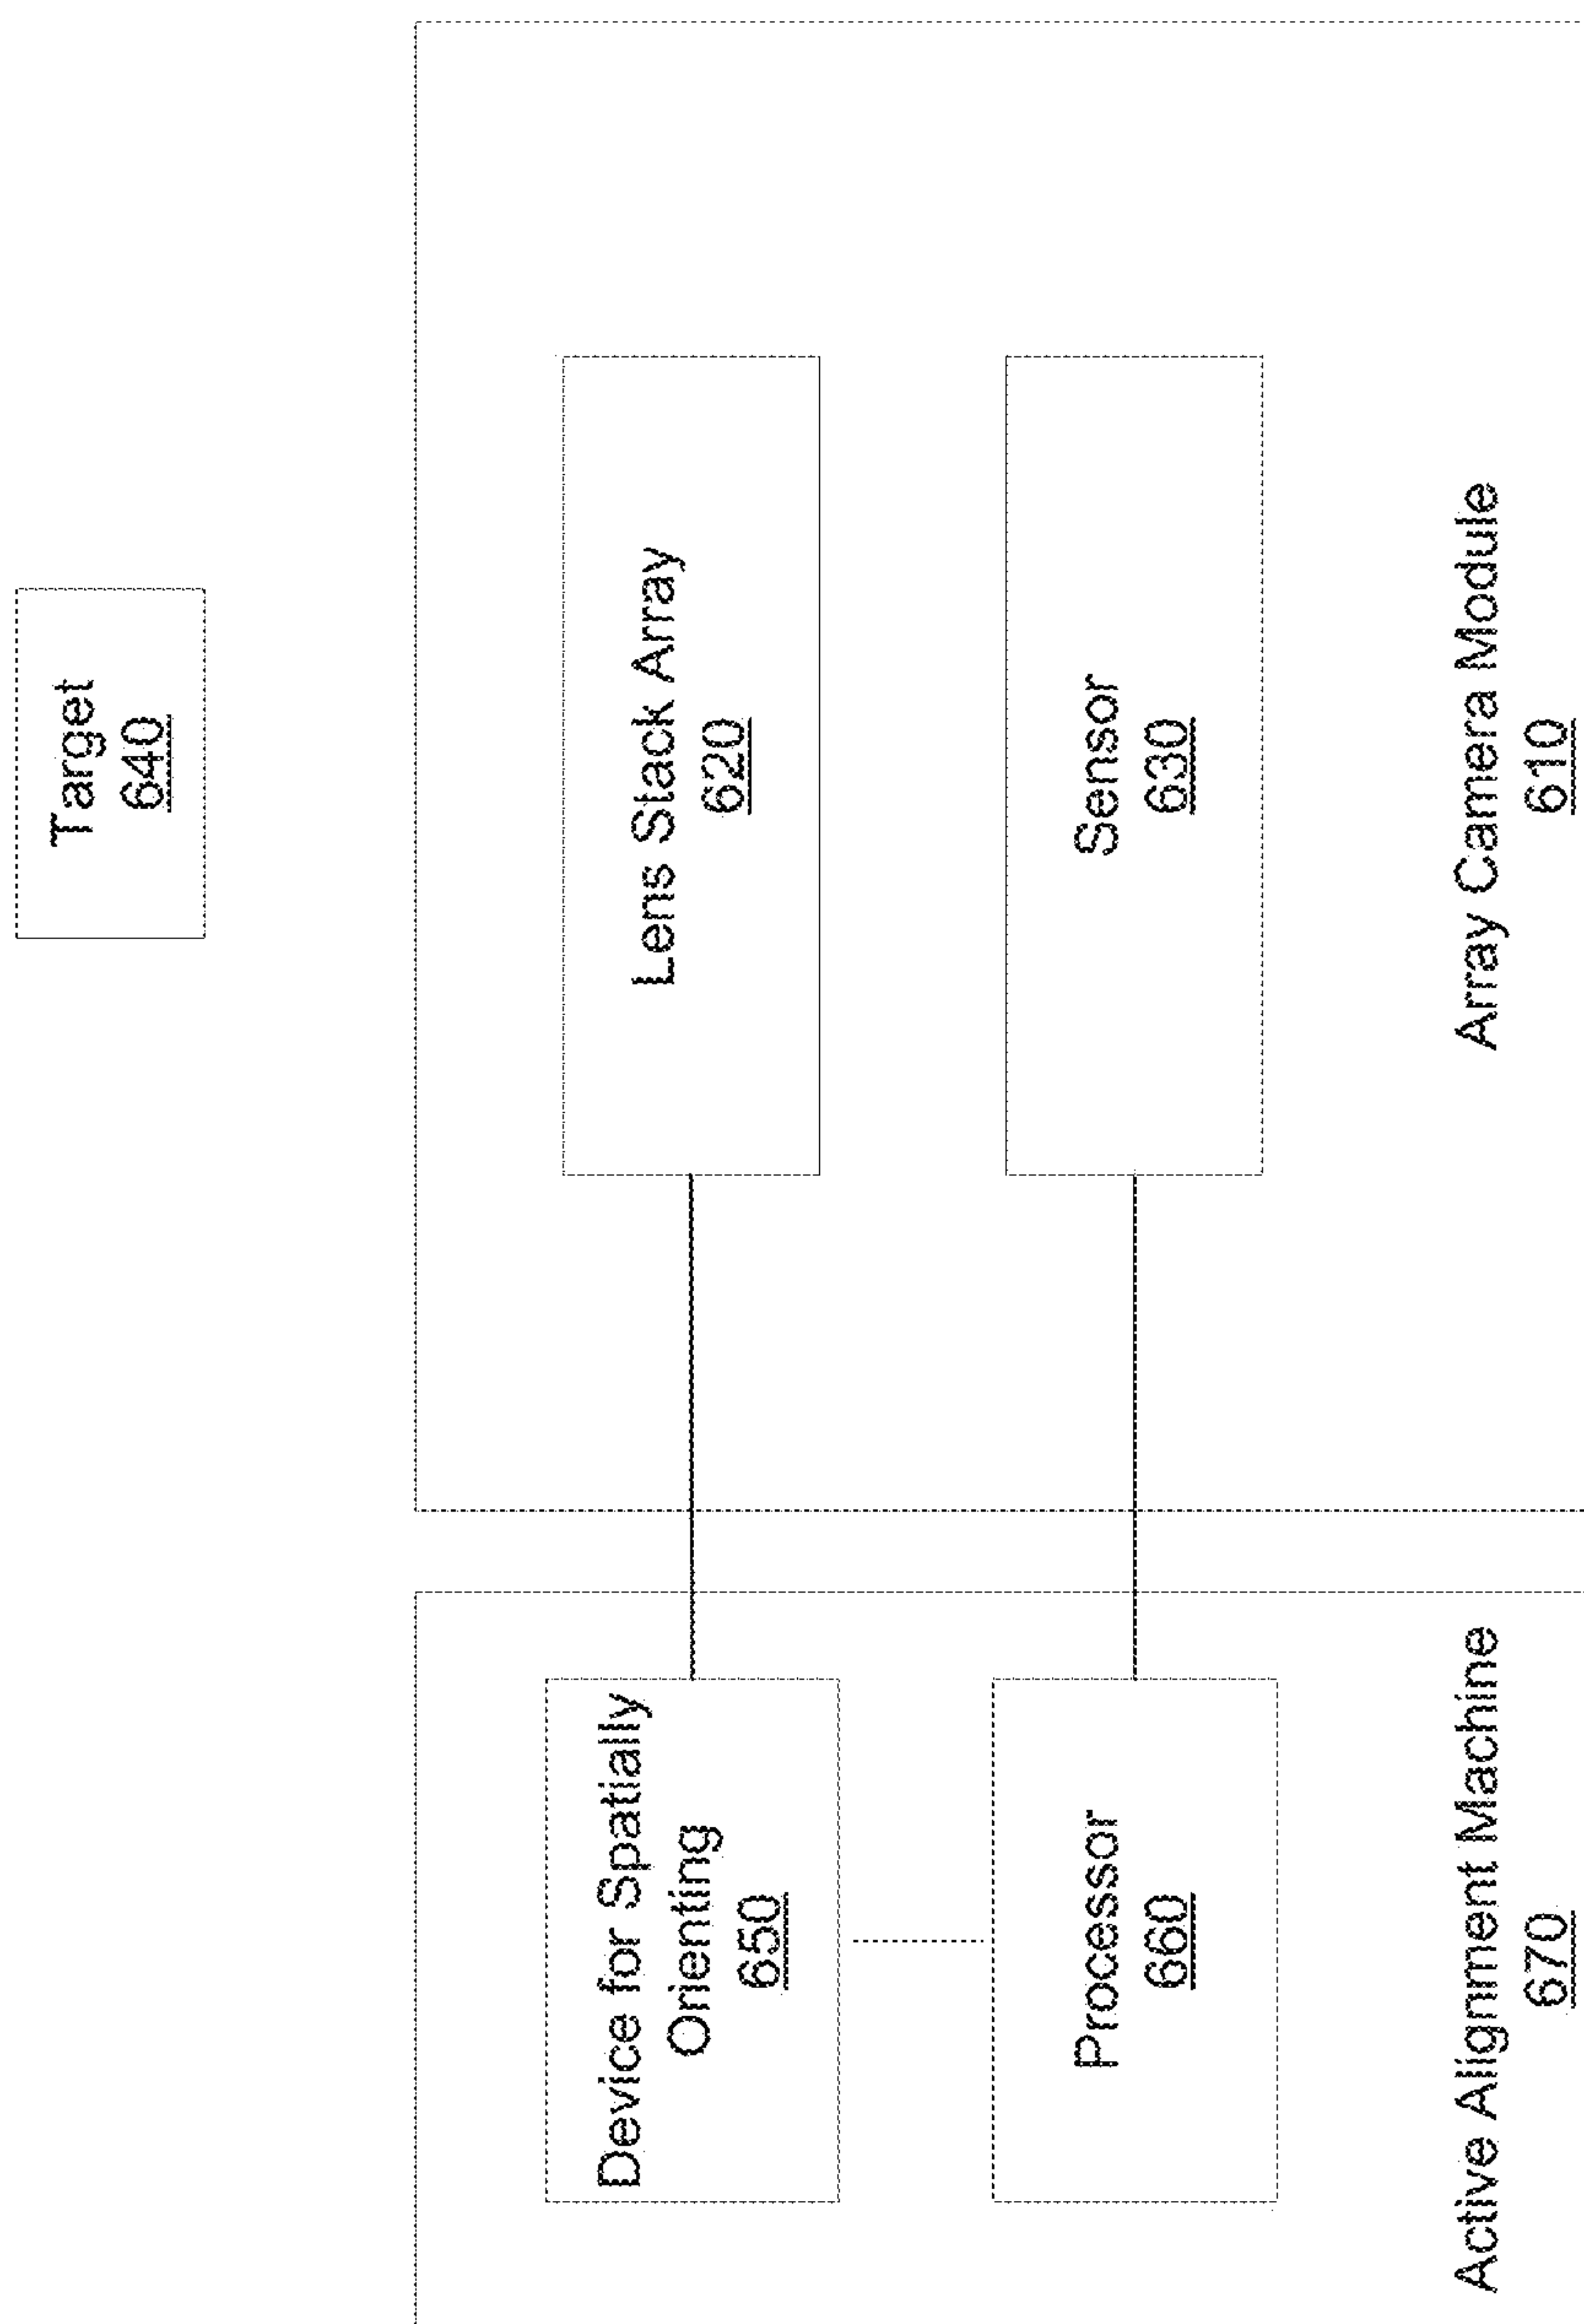 Target
640
Lens Stack Array
620
Sensor
630
Array Camera Module
610
Device for Spatially
Orienting
650
Processor
660
Active Alignment Machine
670